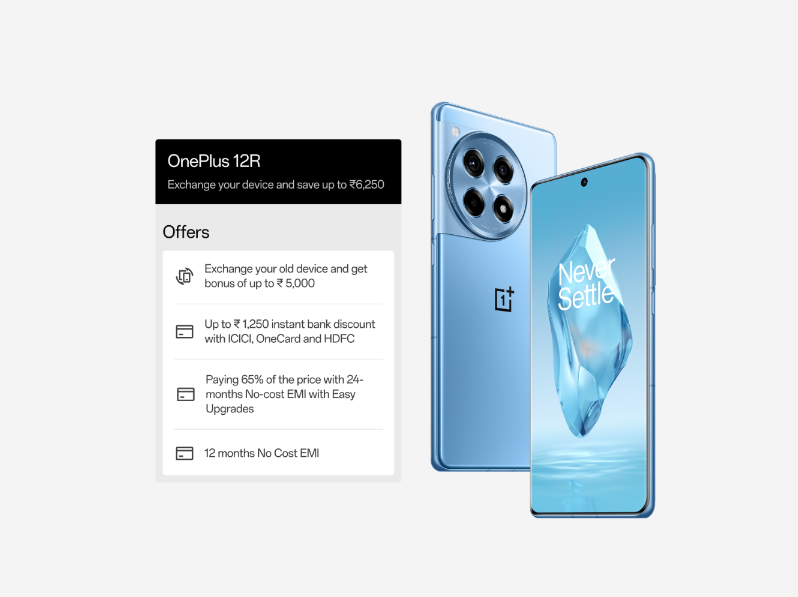 OnePlus 12R
Exchange your device and save up to ₹6,250
Offers
Exchange your old device and get
bonus of up to ₹ 5,000
Up to ₹ 1,250 instant bank discount
with ICICI, OneCard and HDFC
Paying 65% of the price with 24-
months No-cost EMI with Easy
Upgrades
12 months No Cost EMI
1+
Never
Settle